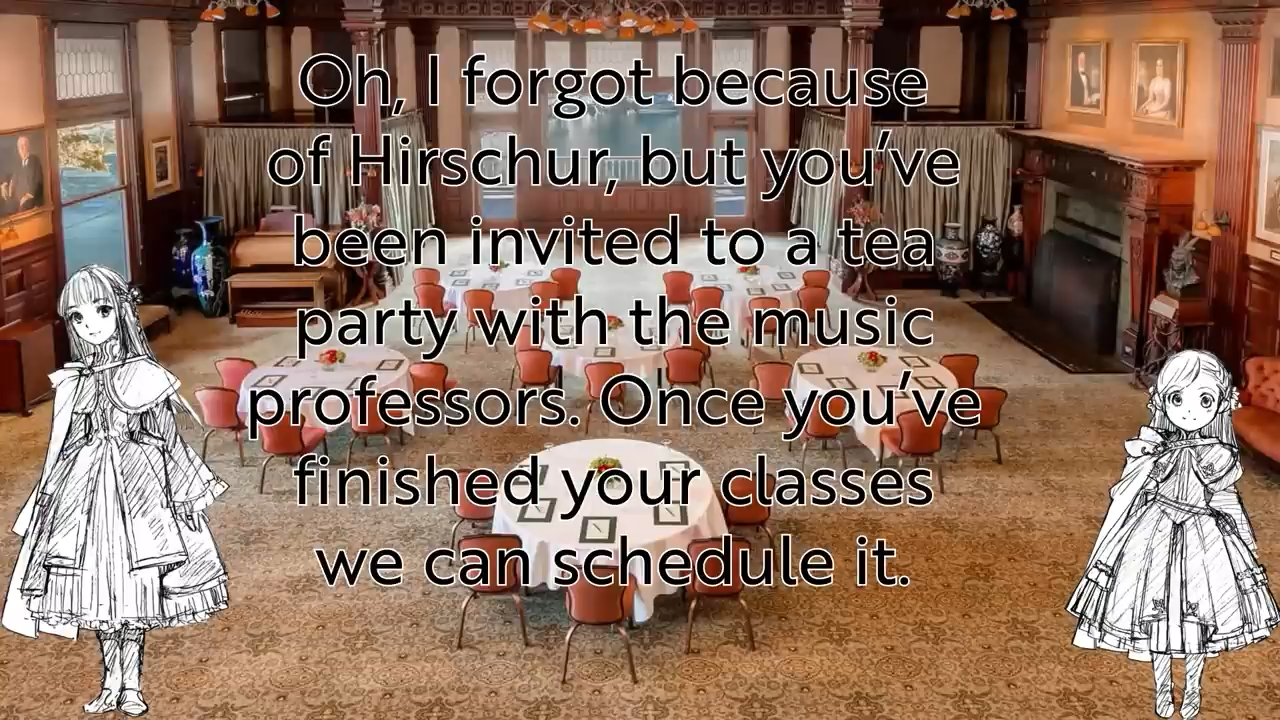 Oh, I forgot because
of Hirschur, but you've
been invited to a tea
party with the music
professors. Once you've
finished your classes
we can schedule it.